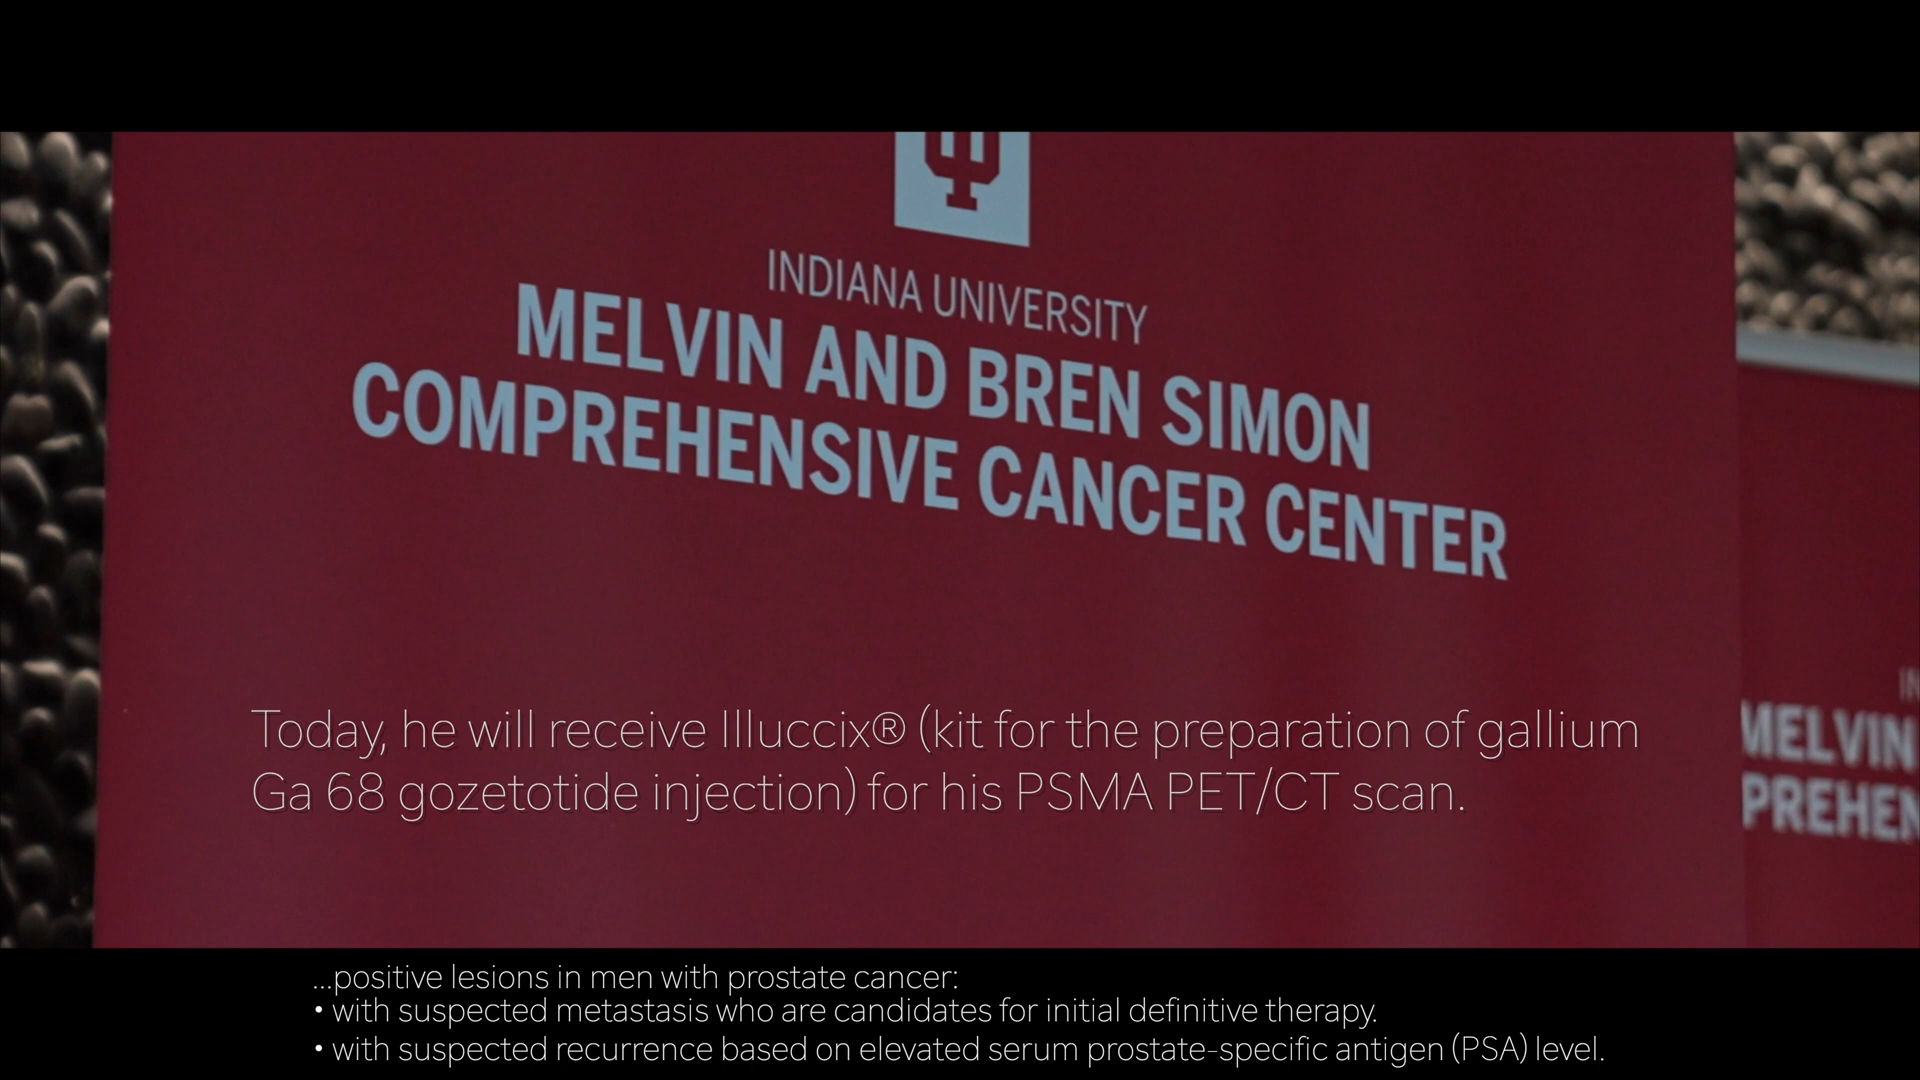 INDIANA UNIVERSITY
MELVIN AND BREN SIMON
COMPREHENSIVE CANCER CENTER
Today, he will receive Illuccix® (kit for the preparation of gallium
Ga 68 gozetotide injection) for his PSMA PET/CT scan.
IN
MELVIN
PREHEN
...positive lesions in men with prostate cancer:
• with suspected metastasis who are candidates for initial definitive therapy.
• with suspected recurrence based on elevated serum prostate-specific antigen (PSA) level.